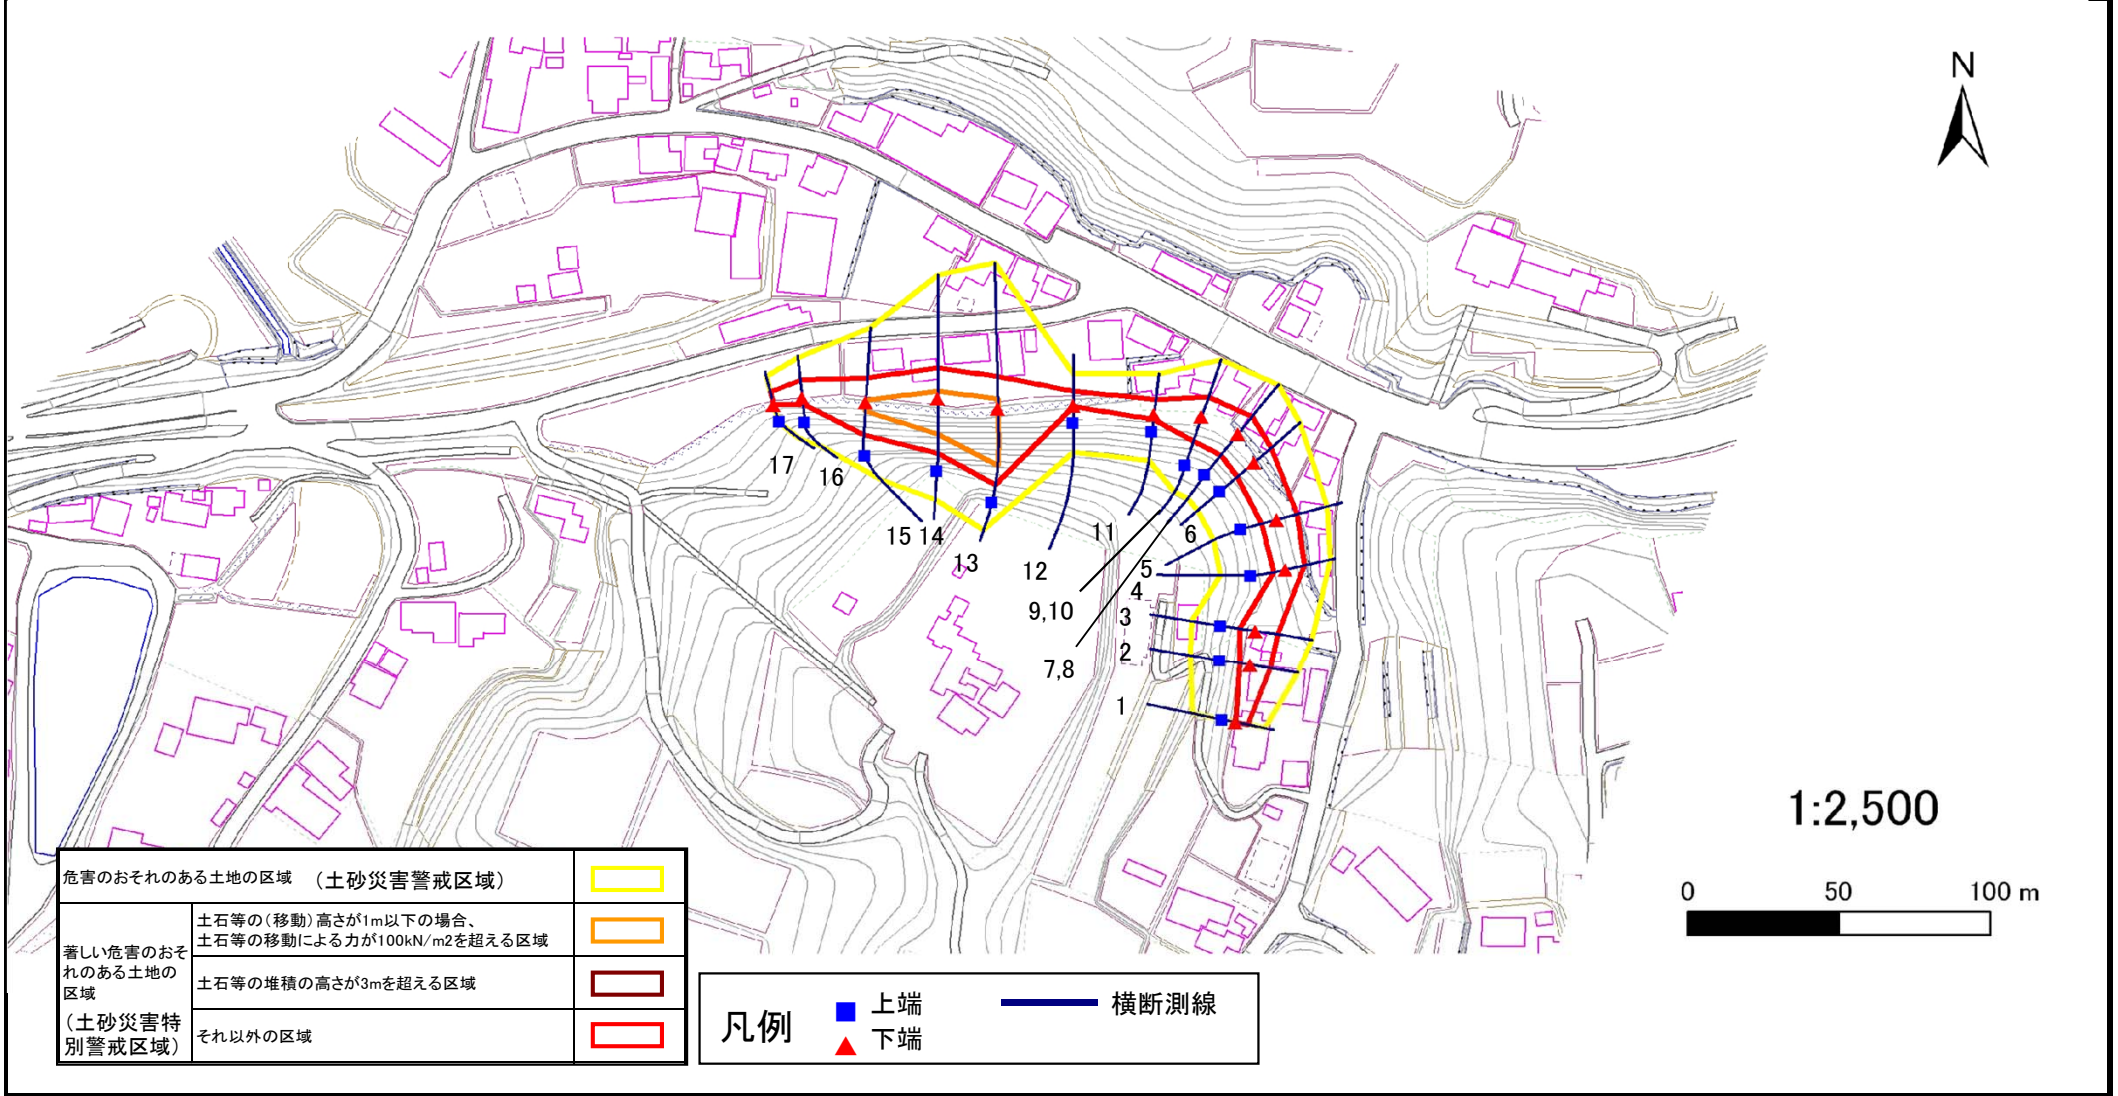 N
17
16
15 14
13
12
11
9,10
7,8
6
5
4
3
2
1
1:2,500
0 50 100 m
危害のおそれのある土地の区域 (土砂災害警戒区域)
著しい危害のおそ
れのある土地の
区域
(土砂災害特
別警戒区域)
土石等の(移動)高さが1m以下の場合、
土石等の移動による力が100kN/m2を超える区域
土石等の堆積の高さが3mを超える区域
それ以外の区域
凡例
上端
下端
横断測線